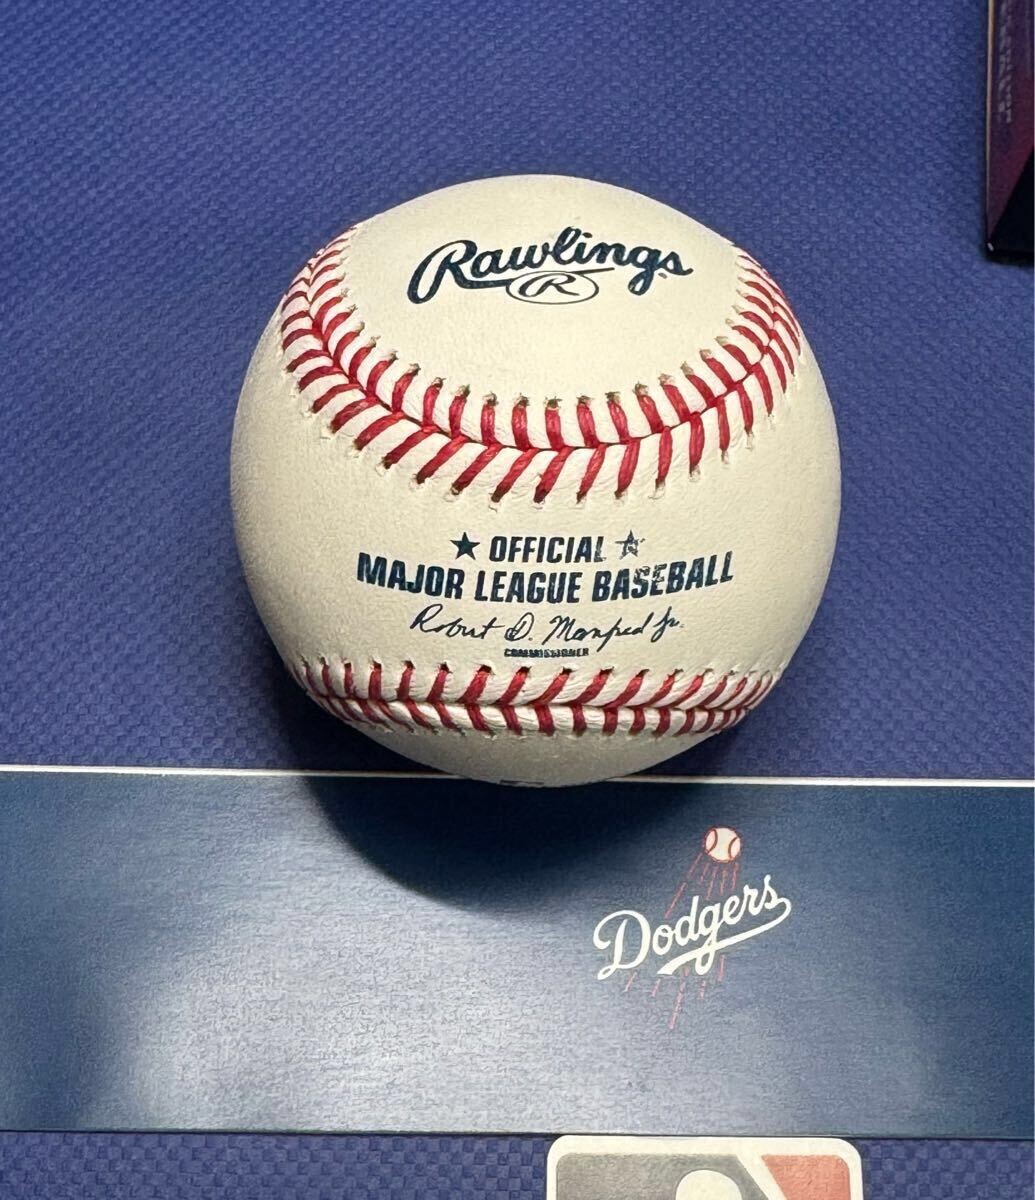 Rawlings
R
★ OFFICIAL ★
MAJOR LEAGUE BASEBALL
Robert D. Manfred Jr.
COMMISSIONER
Dodgers